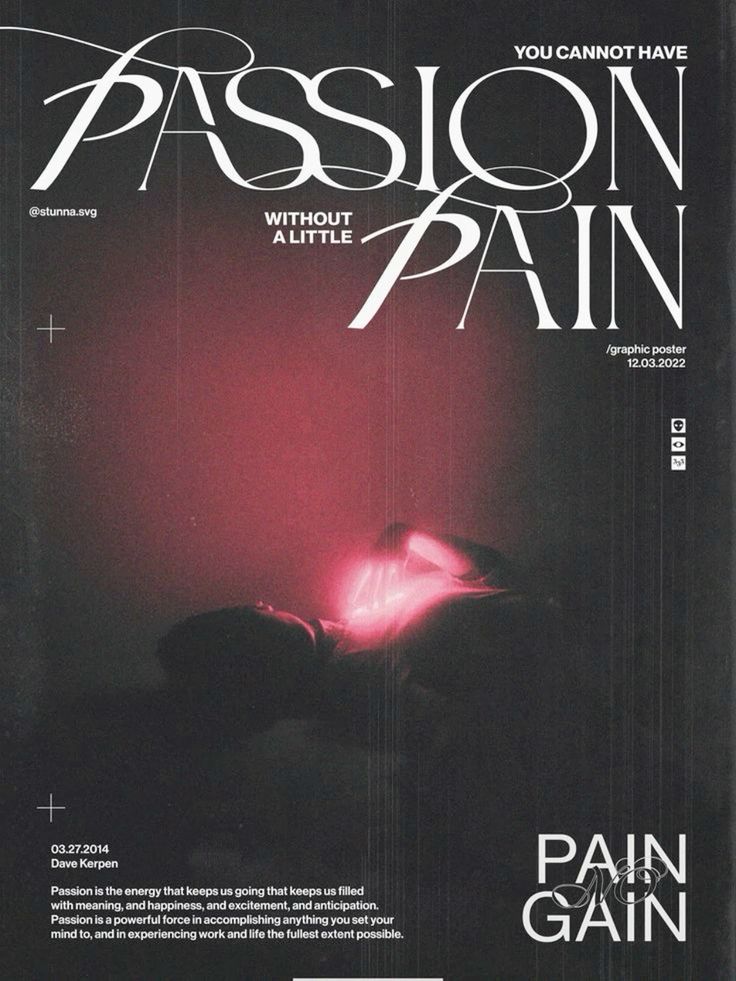 YOU CANNOT HAVE
PASSION
@stunna.svg
WITHOUT
A LITTLE
PAIN
/graphic poster
12.03.2022
03.27.2014
Dave Kerpen
Passion is the energy that keeps us going that keeps us filled
with meaning, and happiness, and excitement, and anticipation.
Passion is a powerful force in accomplishing anything you set your
mind to, and in experiencing work and life the fullest extent possible.
PAIN
NO
GAIN